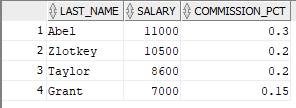 LAST_NAME SALARY COMMISSION_PCT
1 Abel 11000 0.3
2 Zlotkey 10500 0.2
3 Taylor 8600 0.2
4 Grant 7000 0.15